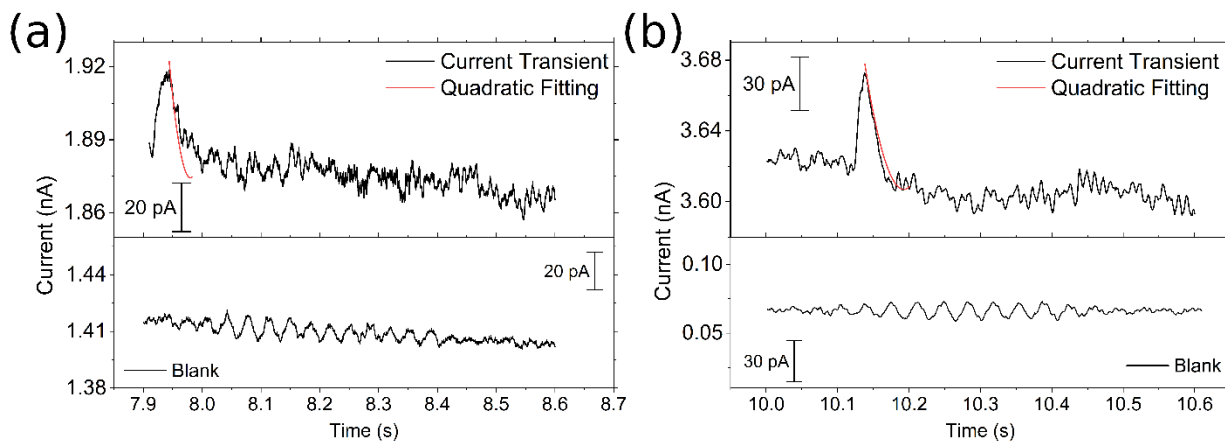 (a)
Current Transient
Quadratic Fitting
1.92
1.89
1.86
20 pA
Current (nA)
20 pA
1.44
1.41
1.38
Blank
7.9 8.0 8.1 8.2 8.3 8.4 8.5 8.6 8.7
Time (s)
(b)
3.68
3.64
3.60
30 pA
Current Transient
Quadratic Fitting
Current (nA)
0.10
0.05
30 pA
Blank
10.0 10.1 10.2 10.3 10.4 10.5 10.6
Time (s)